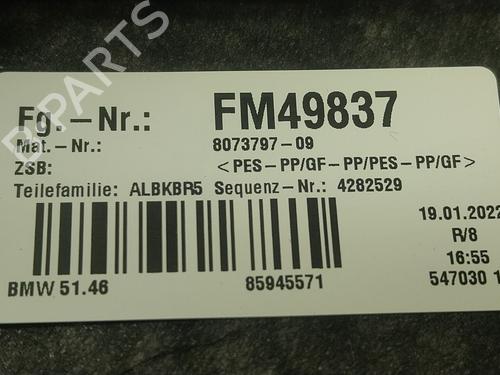 B-PARTS
Fg.-Nr.: FM49837
Mat.-Nr.: 8073797-09
ZSB: <PES-PP/GF-PP/PES-PP/GF>
Teilefamilie: ALBKBR5 Sequenz-Nr.: 4282529
19.01.2022
R/8
16:55
BMW 51.46 85945571 547030 1